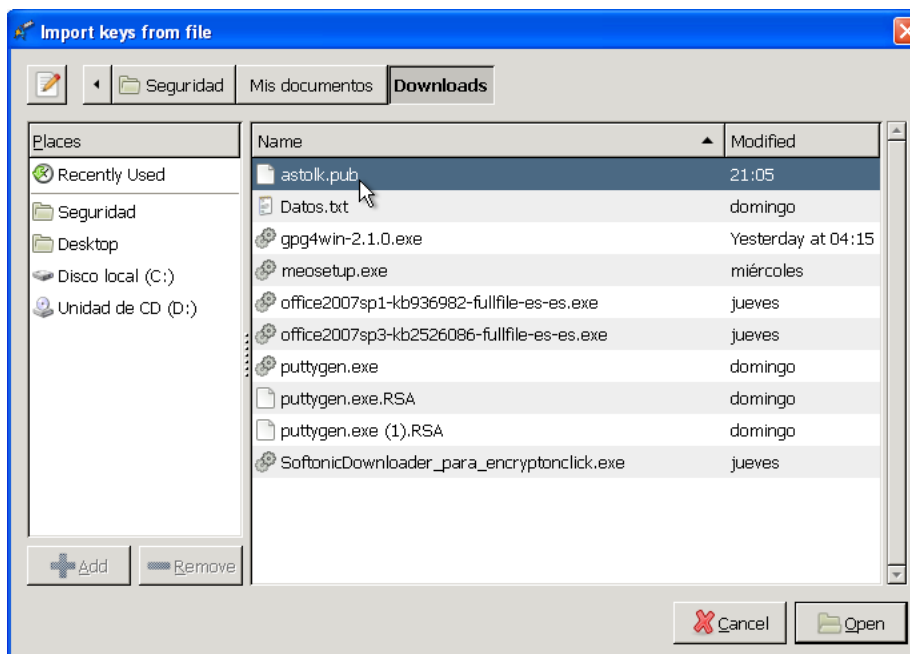 Import keys from file
Seguridad Mis documentos Downloads
Places Name Modified
Recently Used astolk.pub 21:05
Seguridad Datos.txt domingo
Desktop gpg4win-2.1.0.exe Yesterday at 04:15
Disco local (C:) meosetup.exe miércoles
Unidad de CD (D:) office2007sp1-kb936982-fullfile-es-es.exe jueves
office2007sp3-kb2526086-fullfile-es-es.exe jueves
puttygen.exe domingo
puttygen.exe.RSA domingo
puttygen.exe (1).RSA domingo
SoftonicDownloader_para_encryptonclick.exe jueves
Add Remove
Cancel Open